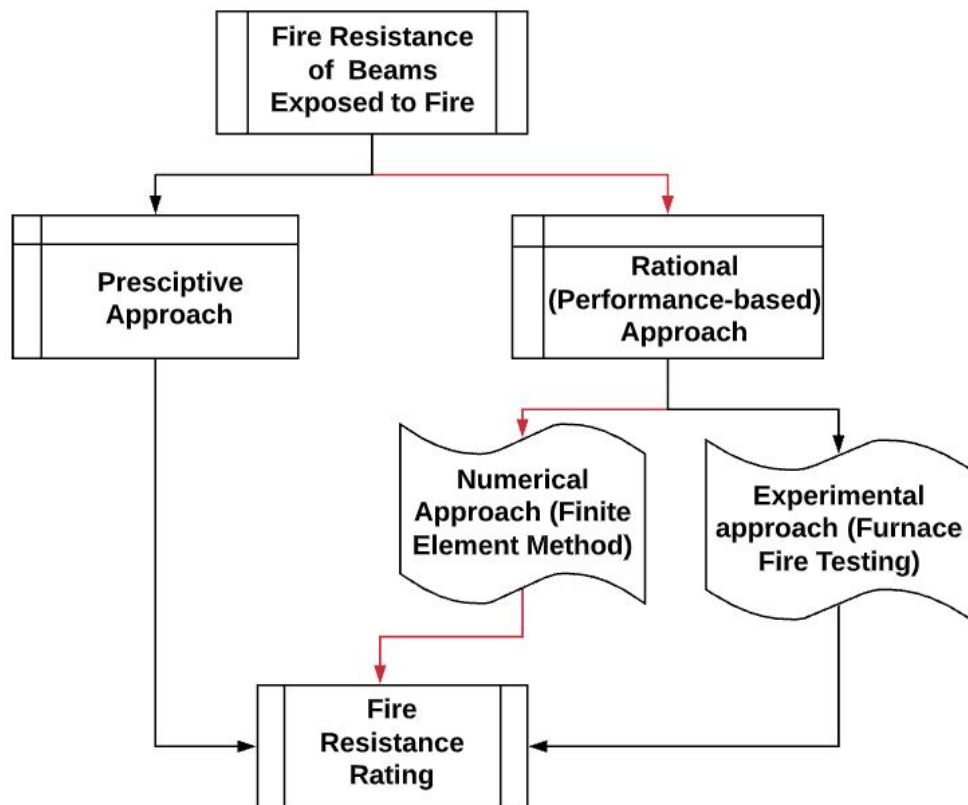 Fire Resistance
of Beams
Exposed to Fire
Presciptive
Approach
Rational
(Performance-based)
Approach
Numerical
Approach (Finite
Element Method)
Experimental
approach (Furnace
Fire Testing)
Fire
Resistance
Rating